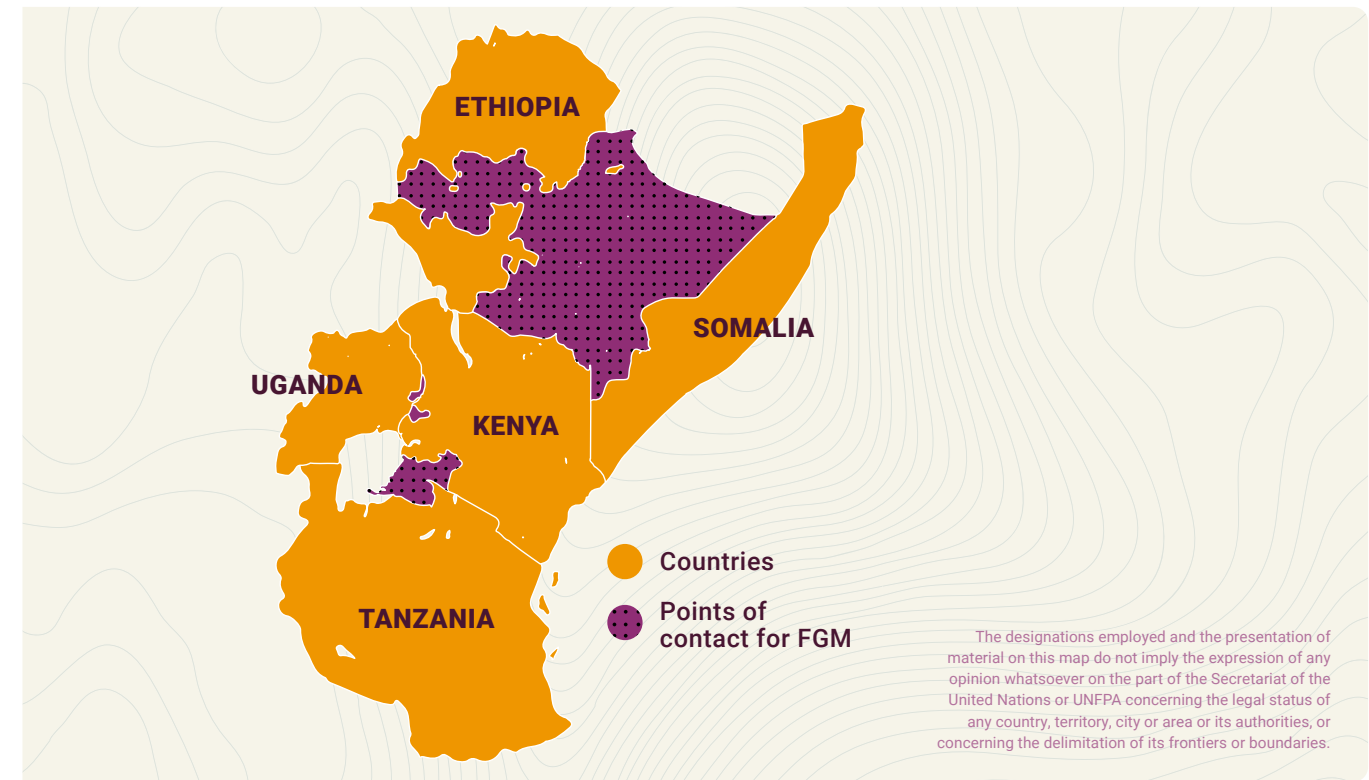 ETHIOPIA
SOMALIA
UGANDA
KENYA
TANZANIA
Countries
Points of
contact for FGM
The designations employed and the presentation of
material on this map do not imply the expression of any
opinion whatsoever on the part of the Secretariat of the
United Nations or UNFPA concerning the legal status of
any country, territory, city or area or its authorities, or
concerning the delimitation of its frontiers or boundaries.